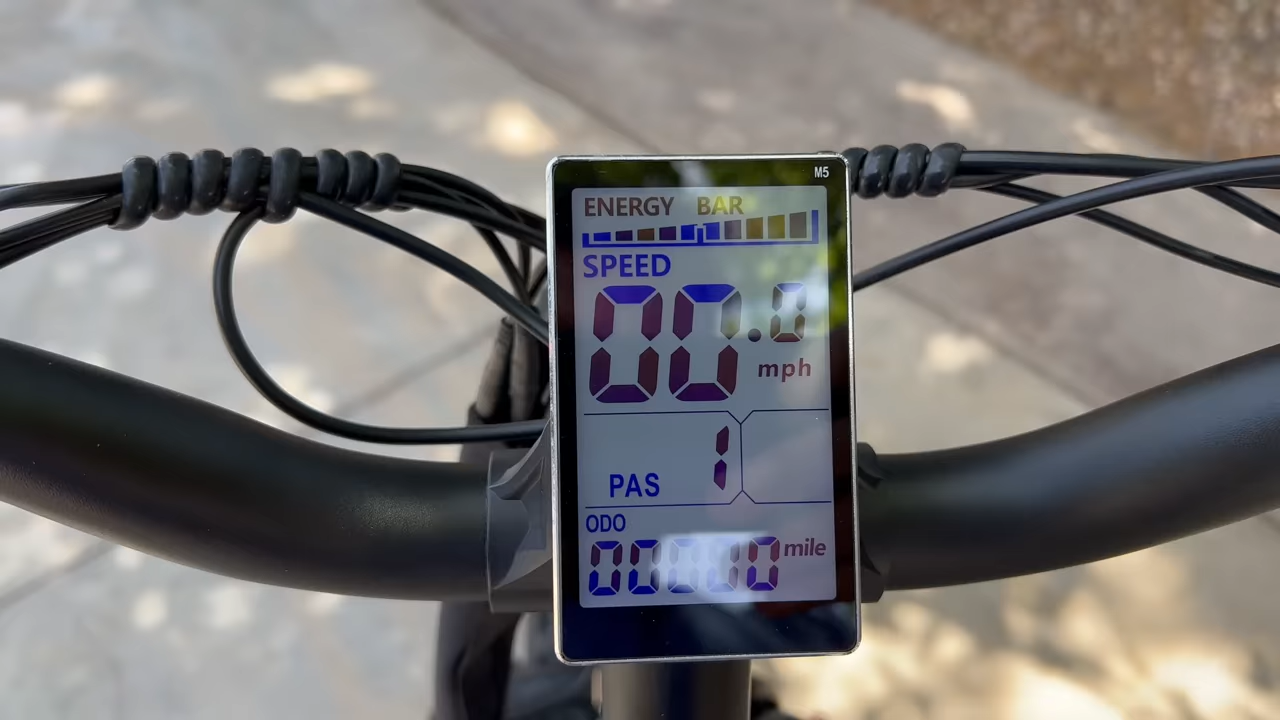 M5
ENERGY BAR
SPEED
00.0
mph
1
PAS
ODO
00000 mile